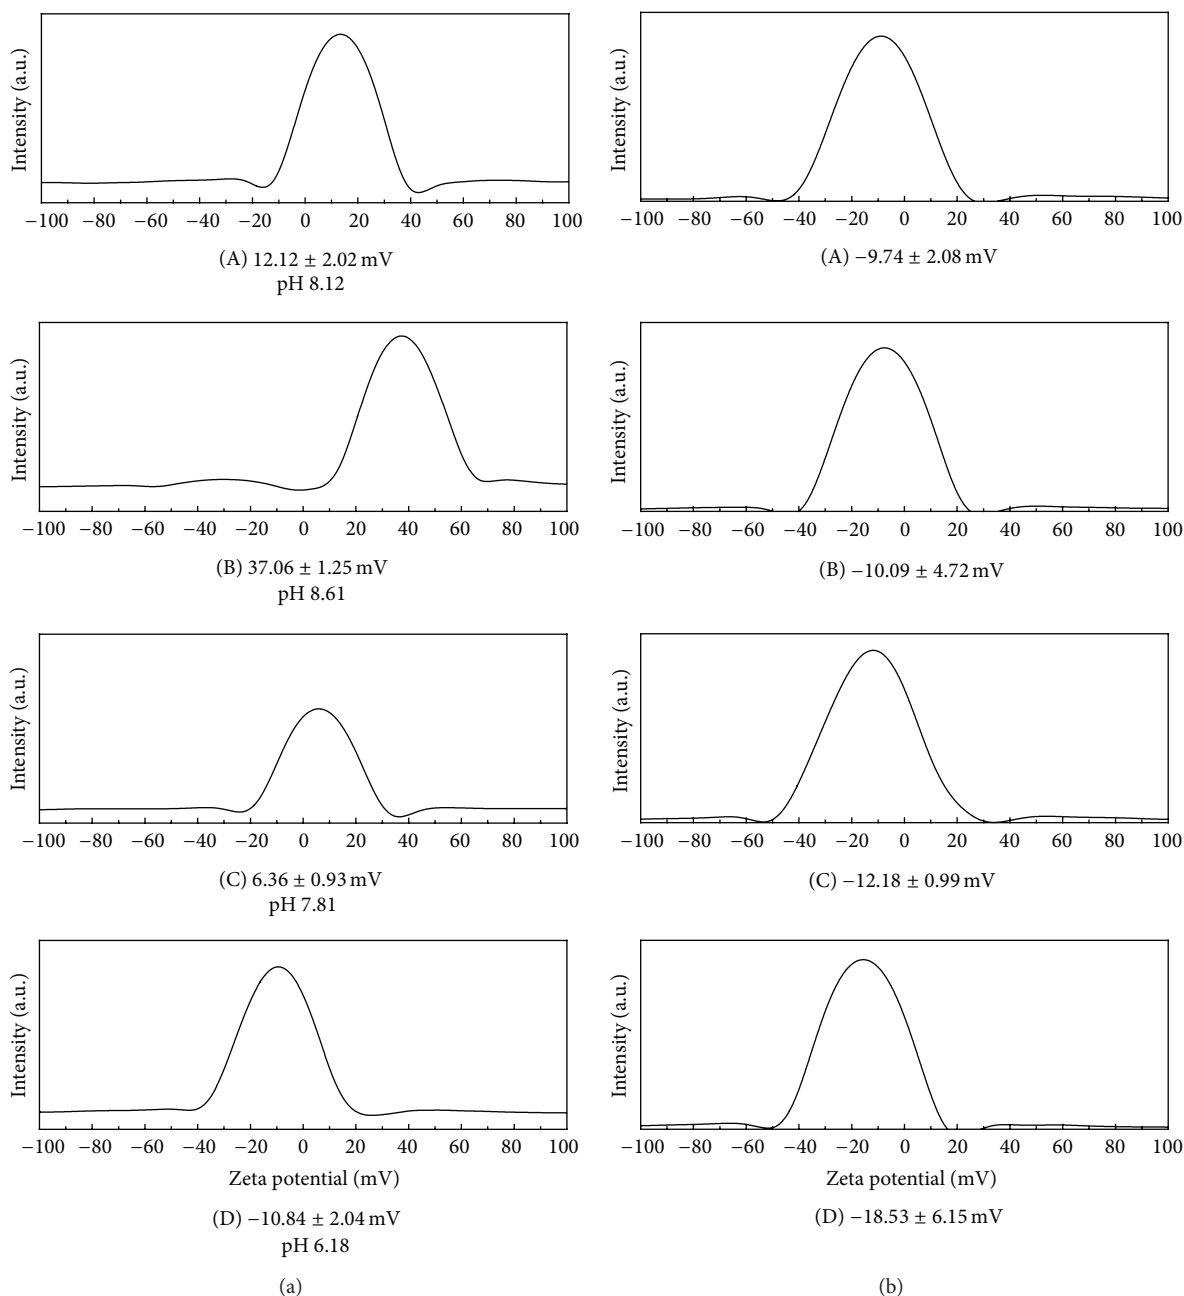 Intensity (a.u.)
−100 −80 −60 −40 −20 0 20 40 60 80 100
(A) 12.12 ± 2.02 mV
pH 8.12
Intensity (a.u.)
−100 −80 −60 −40 −20 0 20 40 60 80 100
(B) 37.06 ± 1.25 mV
pH 8.61
Intensity (a.u.)
−100 −80 −60 −40 −20 0 20 40 60 80 100
(C) 6.36 ± 0.93 mV
pH 7.81
Intensity (a.u.)
−100 −80 −60 −40 −20 0 20 40 60 80 100
Zeta potential (mV)
(D) −10.84 ± 2.04 mV
pH 6.18
(a)
Intensity (a.u.)
−100 −80 −60 −40 −20 0 20 40 60 80 100
(A) −9.74 ± 2.08 mV
Intensity (a.u.)
−100 −80 −60 −40 −20 0 20 40 60 80 100
(B) −10.09 ± 4.72 mV
Intensity (a.u.)
−100 −80 −60 −40 −20 0 20 40 60 80 100
(C) −12.18 ± 0.99 mV
Intensity (a.u.)
−100 −80 −60 −40 −20 0 20 40 60 80 100
Zeta potential (mV)
(D) −18.53 ± 6.15 mV
(b)